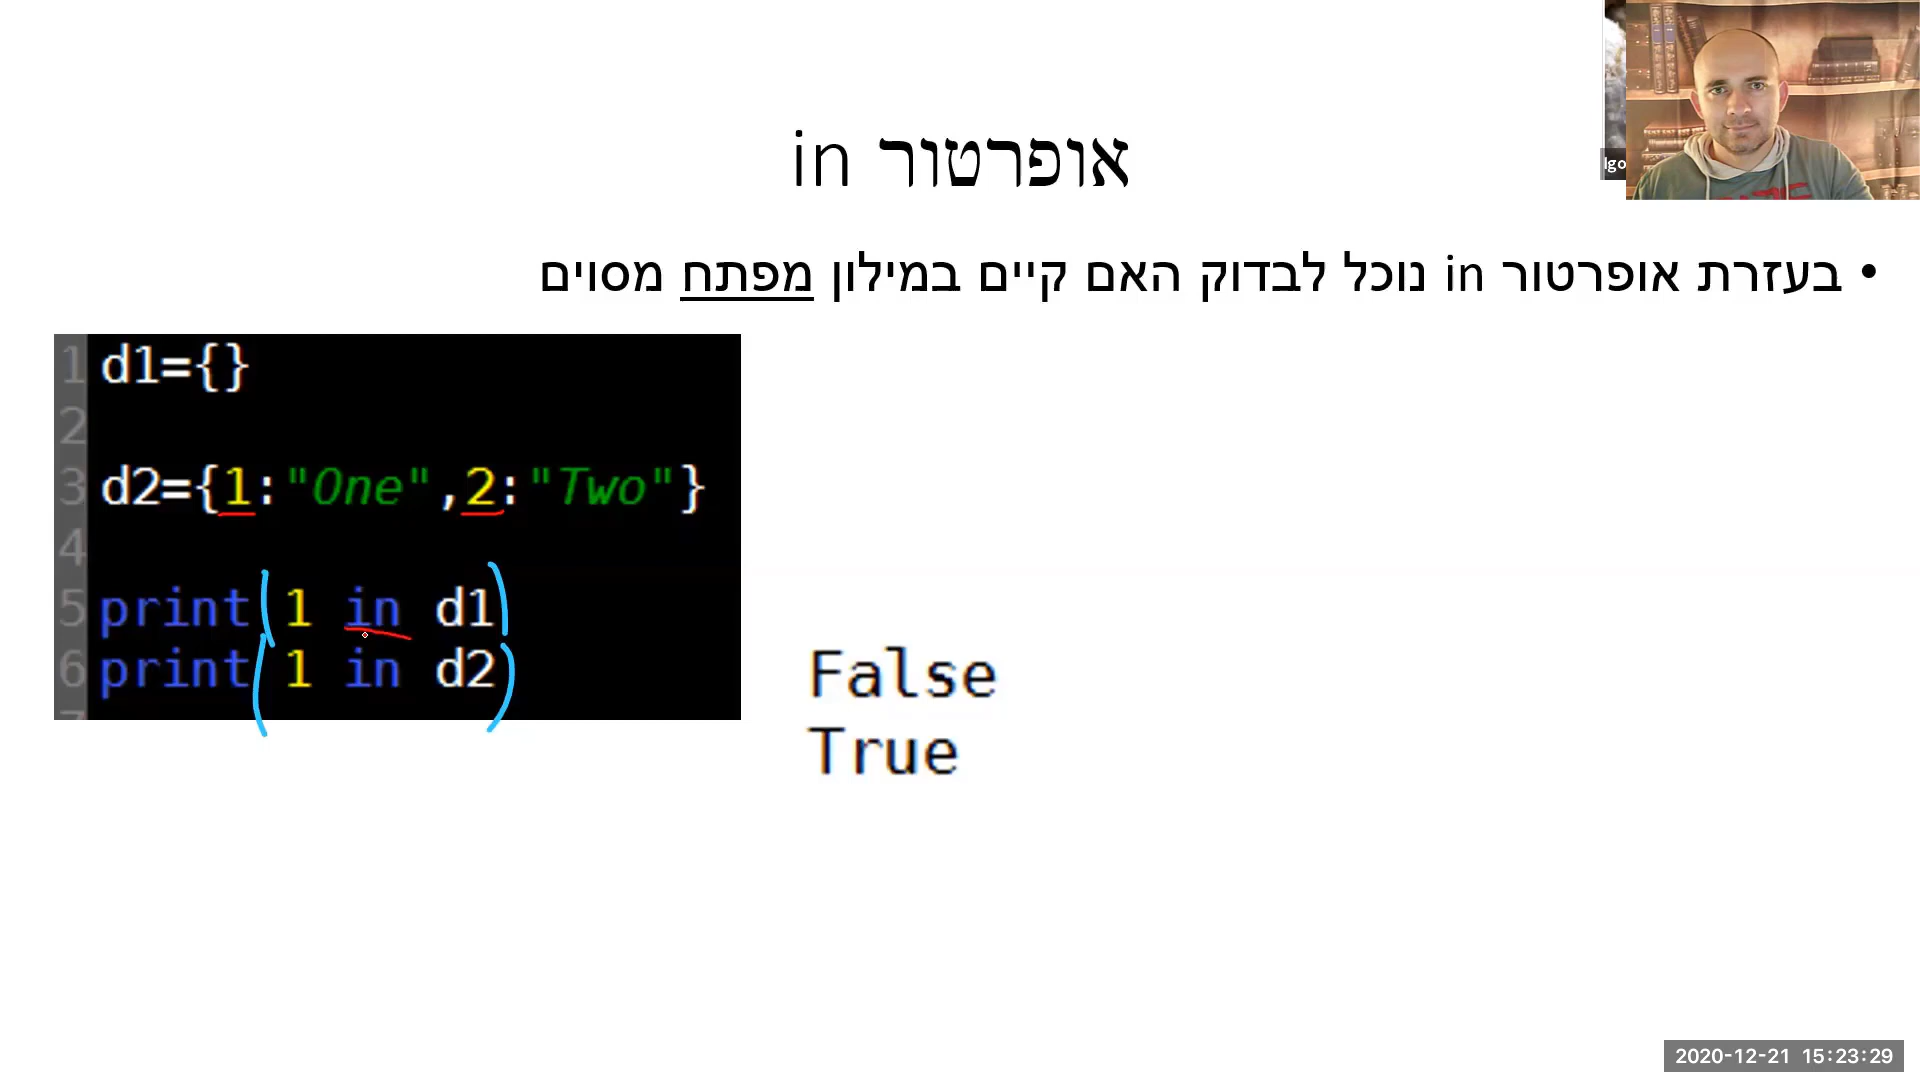 אופרטור in
Igo
• בעזרת אופרטור in נוכל לבדוק האם קיים במילון מפתח מסוים
1 d1={}
2
3 d2={1:"One",2:"Two"}
4
5 print(1 in d1)
6 print(1 in d2)
False
True
2020-12-21 15:23:29